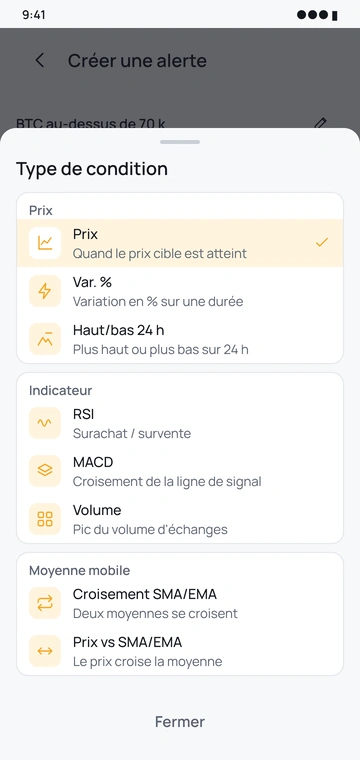 9:41
Créer une alerte
BTC au-dessus de 70 k
Type de condition
Prix
Prix
Quand le prix cible est atteint
Var. %
Variation en % sur une durée
Haut/bas 24 h
Plus haut ou plus bas sur 24 h
Indicateur
RSI
Surachat / survente
MACD
Croisement de la ligne de signal
Volume
Pic du volume d'échanges
Moyenne mobile
Croisement SMA/EMA
Deux moyennes se croisent
Prix vs SMA/EMA
Le prix croise la moyenne
Fermer